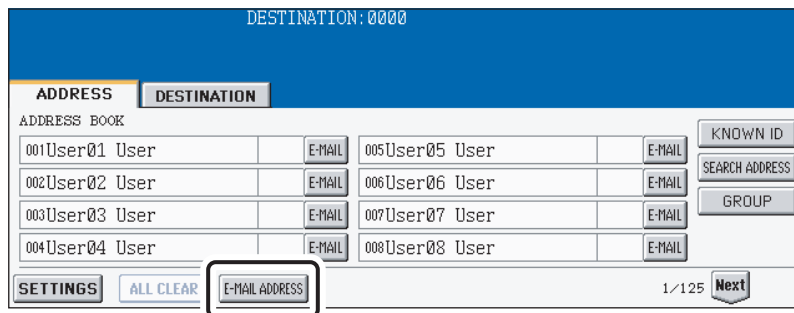 DESTINATION:0000
ADDRESS DESTINATION
ADDRESS BOOK
001User01 User E-MAIL 005User05 User E-MAIL KNOWN ID
002User02 User E-MAIL 006User06 User E-MAIL SEARCH ADDRESS
003User03 User E-MAIL 007User07 User E-MAIL GROUP
004User04 User E-MAIL 008User08 User E-MAIL
SETTINGS ALL CLEAR E-MAIL ADDRESS 1/125 Next